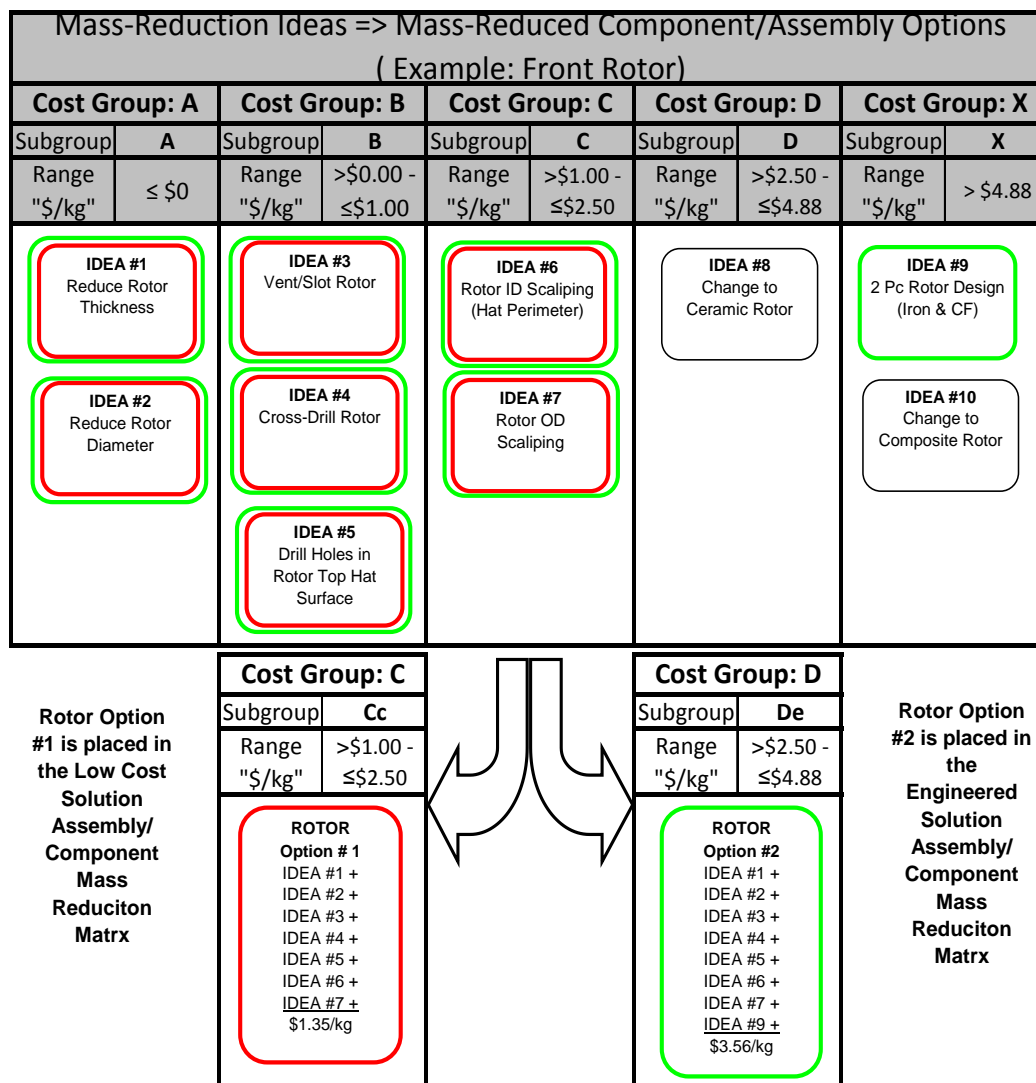 Mass-Reduction Ideas => Mass-Reduced Component/Assembly Options
( Example: Front Rotor)
Cost Group: A
Cost Group: B
Cost Group: C
Cost Group: D
Cost Group: X
Subgroup A
Subgroup B
Subgroup C
Subgroup D
Subgroup X
Range
"$/kg"
≤ $0
Range
"$/kg"
>$0.00 -
≤$1.00
Range
"$/kg"
>$1.00 -
≤$2.50
Range
"$/kg"
>$2.50 -
≤$4.88
Range
"$/kg"
> $4.88
IDEA #1
Reduce Rotor
Thickness
IDEA #2
Reduce Rotor
Diameter
IDEA #3
Vent/Slot Rotor
IDEA #4
Cross-Drill Rotor
IDEA #5
Drill Holes in
Rotor Top Hat
Surface
IDEA #6
Rotor ID Scaliping
(Hat Perimeter)
IDEA #7
Rotor OD
Scaliping
IDEA #8
Change to
Ceramic Rotor
IDEA #9
2 Pc Rotor Design
(Iron & CF)
IDEA #10
Change to
Composite Rotor
Rotor Option
#1 is placed in
the Low Cost
Solution
Assembly/
Component
Mass
Reduciton
Matrx
Cost Group: C
Subgroup Cc
Range
"$/kg"
>$1.00 -
≤$2.50
ROTOR
Option # 1
IDEA #1 +
IDEA #2 +
IDEA #3 +
IDEA #4 +
IDEA #5 +
IDEA #6 +
IDEA #7 +
$1.35/kg
Cost Group: D
Subgroup De
Range
"$/kg"
>$2.50 -
≤$4.88
ROTOR
Option #2
IDEA #1 +
IDEA #2 +
IDEA #3 +
IDEA #4 +
IDEA #5 +
IDEA #6 +
IDEA #7 +
IDEA #9 +
$3.56/kg
Rotor Option
#2 is placed in
the
Engineered
Solution
Assembly/
Component
Mass
Reduciton
Matrx